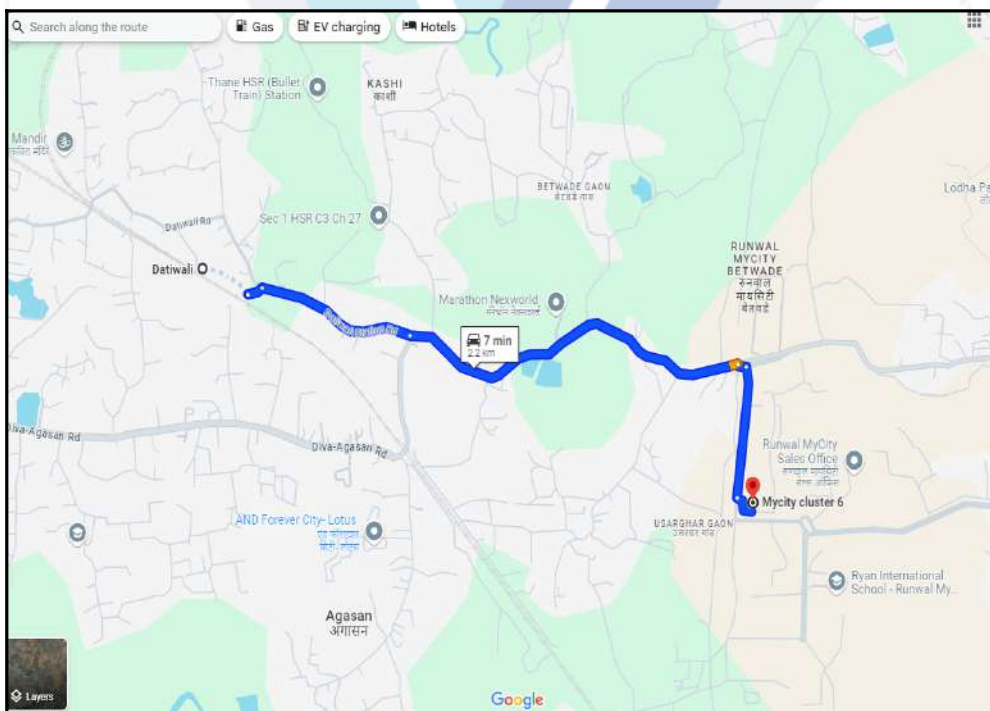 Search along the route
Gas
EV charging
Hotels
Thane HSR (Bullet
Train) Station
KASHI
काशी
Mandir
BETWADE GAON
बेटवडे गाव
Lodha Pa
Sec 1 HSR C3 Ch 27
Datiwali Rd
Datiwali
RUNWAL
MYCITY
BETWADE
रुनवाल
मायसिटी
बेतवडे
Marathon Nexworld
7 min
2.2 km
Diva-Agasan Rd
Diva-Agasan Rd
Runwal MyCity
Sales Office
Mycity cluster 6
AND Forever City- Lotus
USARGHAR GAON
उसरघर गाव
Ryan International
School - Runwal My...
Agasan
अगासन
Layers
Google